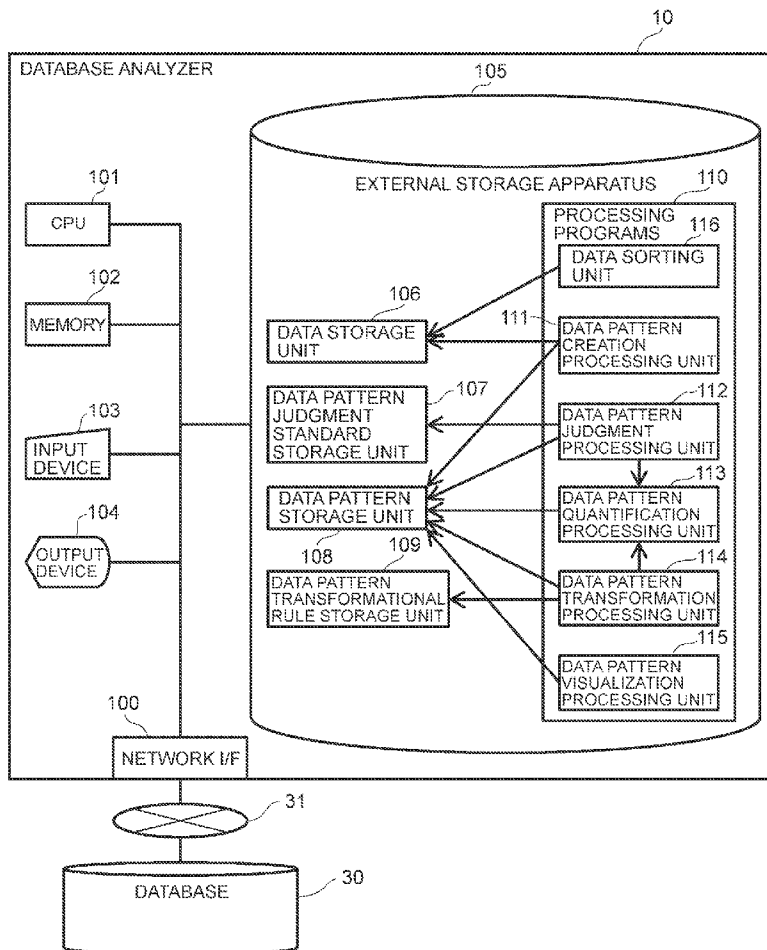 10
DATABASE ANALYZER
105
EXTERNAL STORAGE APPARATUS
101
CPU
102
MEMORY
103
INPUT
DEVICE
104
OUTPUT
DEVICE
106
DATA STORAGE
UNIT
107
DATA PATTERN
JUDGMENT
STANDARD
STORAGE UNIT
DATA PATTERN
STORAGE UNIT
108
109
DATA PATTERN
TRANSFORMATIONAL
RULE STORAGE UNIT
110
PROCESSING
PROGRAMS
116
DATA SORTING
UNIT
111
DATA PATTERN
CREATION
PROCESSING UNIT
112
DATA PATTERN
JUDGMENT
PROCESSING UNIT
113
DATA PATTERN
QUANTIFICATION
PROCESSING UNIT
114
DATA PATTERN
TRANSFORMATION
PROCESSING UNIT
115
DATA PATTERN
VISUALIZATION
PROCESSING UNIT
100
NETWORK I/F
31
DATABASE
30